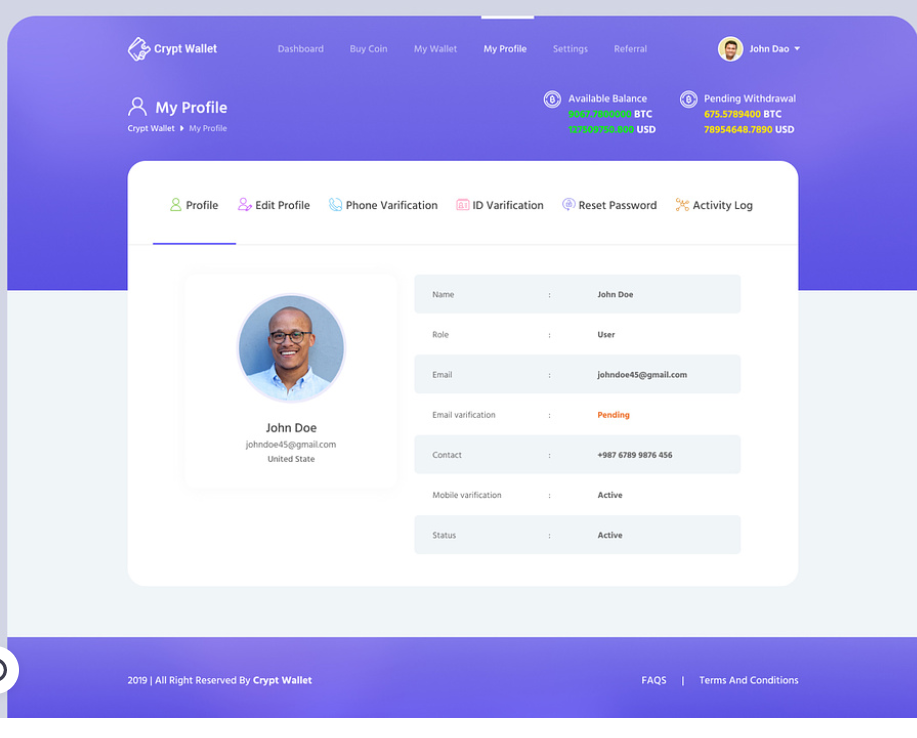 Crypt Wallet
Dashboard Buy Coin My Wallet My Profile Settings Referral
John Dao
My Profile
Crypt Wallet My Profile
Available Balance
9067.7800000 BTC
127509750.800 USD
Pending Withdrawal
675.5789400 BTC
78954648.7890 USD
Profile Edit Profile Phone Varification ID Varification Reset Password Activity Log
John Doe
johndoe45@gmail.com
United State
Name : John Doe
Role : User
Email : johndoe45@gmail.com
Email varification : Pending
Contact : +987 6789 9876 456
Mobile varification : Active
Status : Active
2019 | All Right Reserved By Crypt Wallet
FAQS | Terms And Conditions